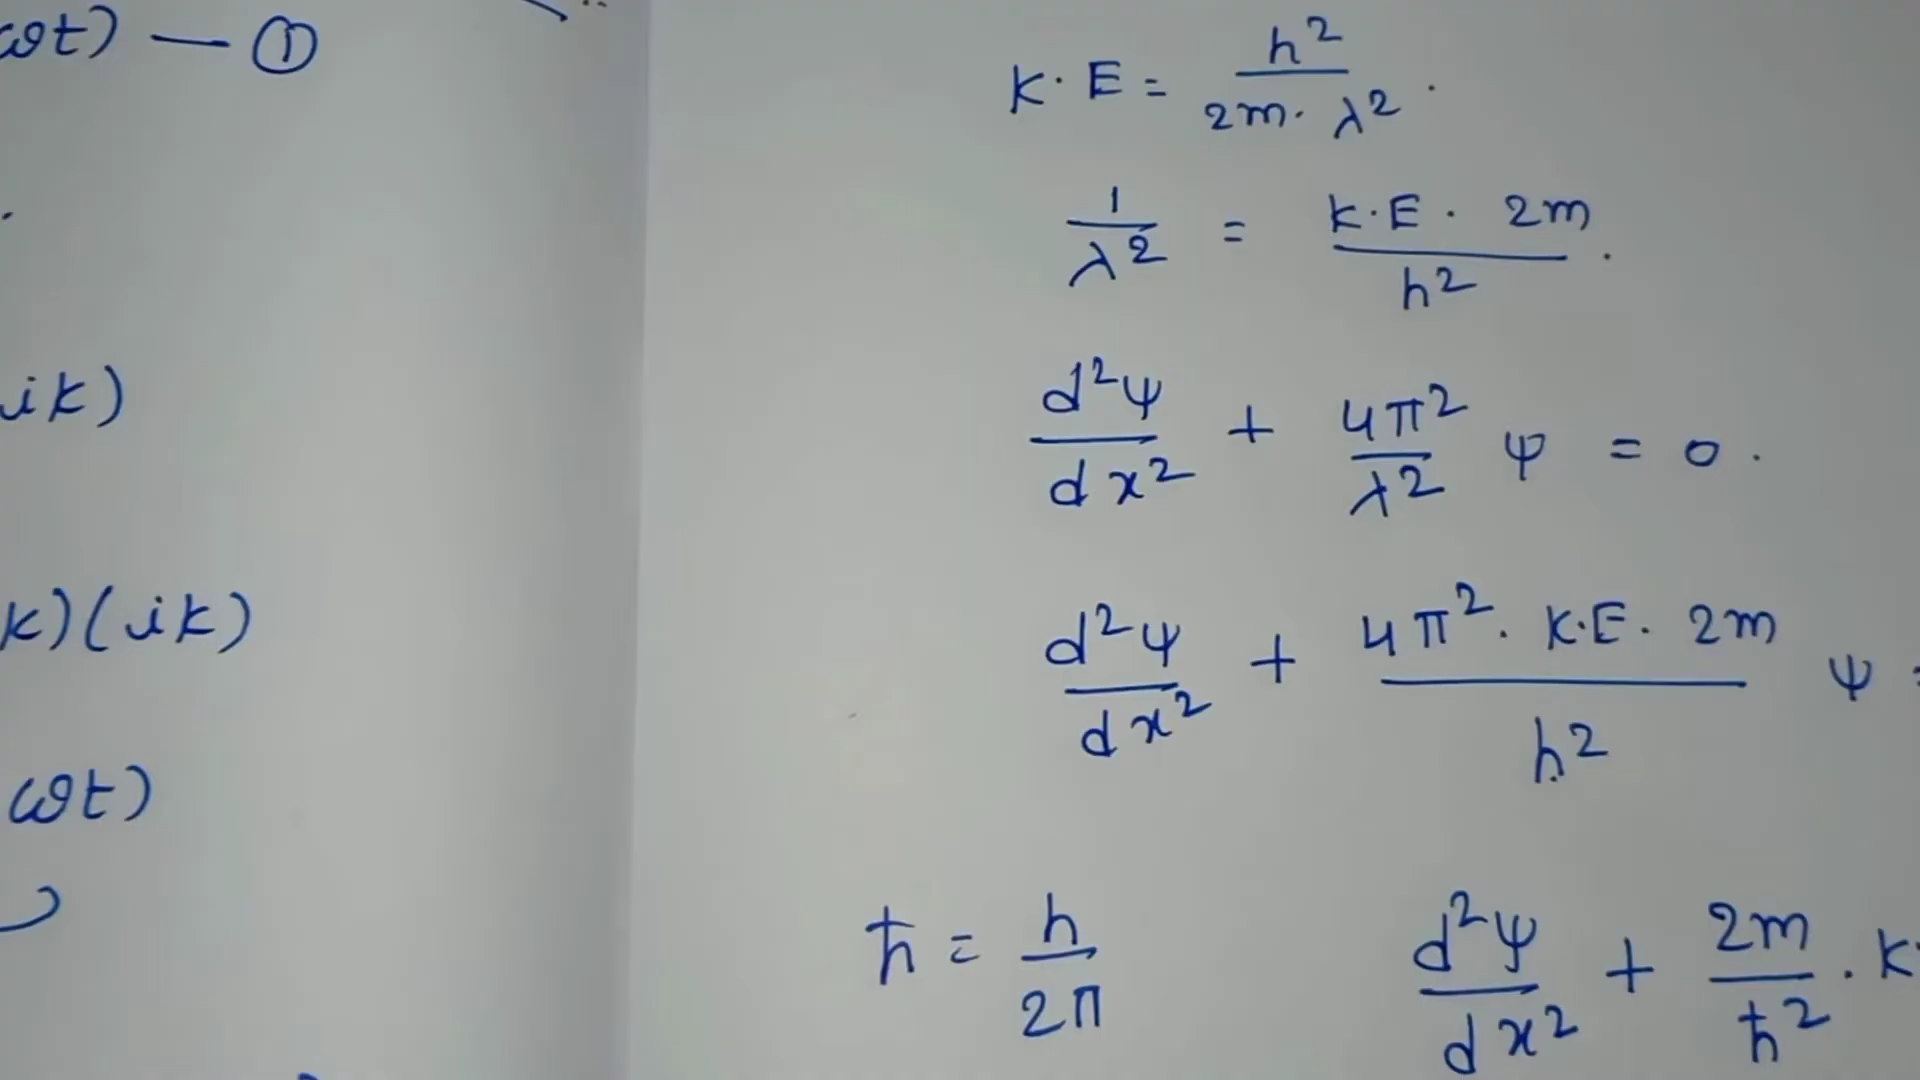 ωt) — ①
ik)
k)(ik)
ωt)
K.E = h² / 2m. λ² .
1 / λ² = K.E. 2m / h² .
d²ψ / dx² + 4π² / λ² ψ = 0 .
d²ψ / dx² + 4π². K.E. 2m / h² ψ =
ħ = h / 2π
d²ψ / dx² + 2m / ħ² . K